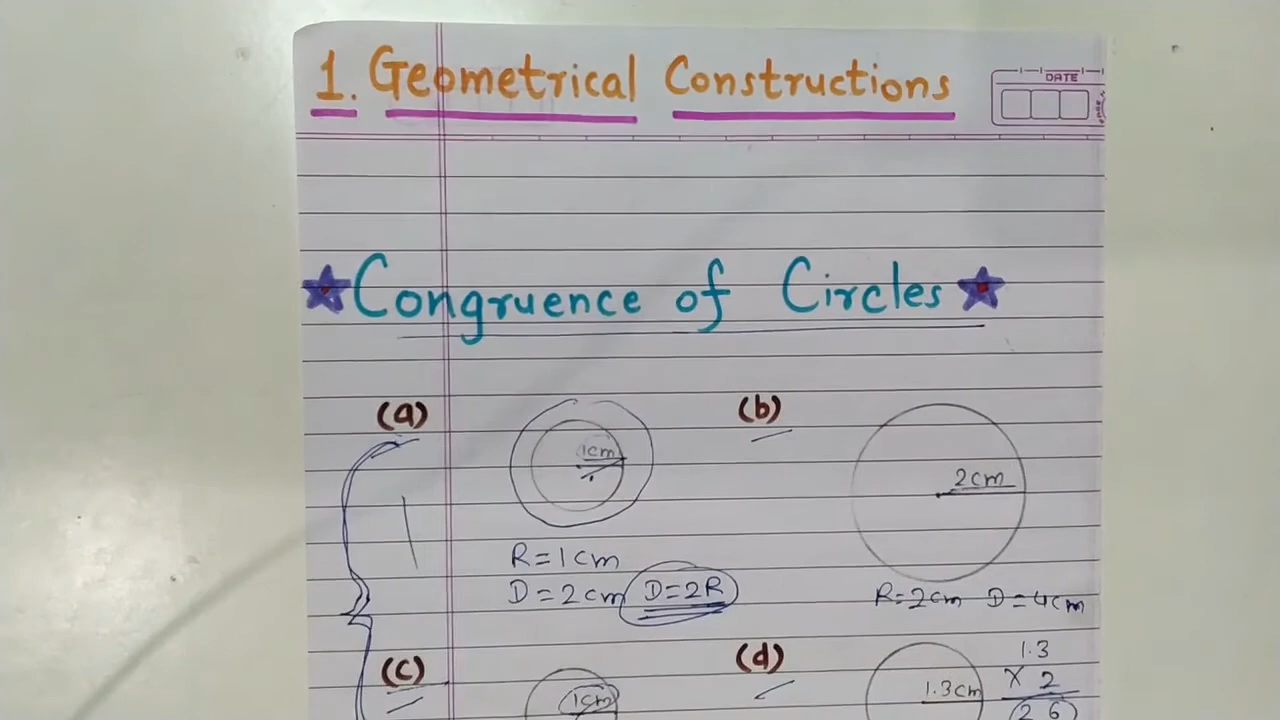 1. Geometrical Constructions
DATE
PAGE
Congruence of Circles
(a)
(b)
1cm
2cm
R=1cm
D=2cm D=2R
R=2cm D=4cm
(c)
(d)
1.3
x 2
1cm
1.3cm
2 6